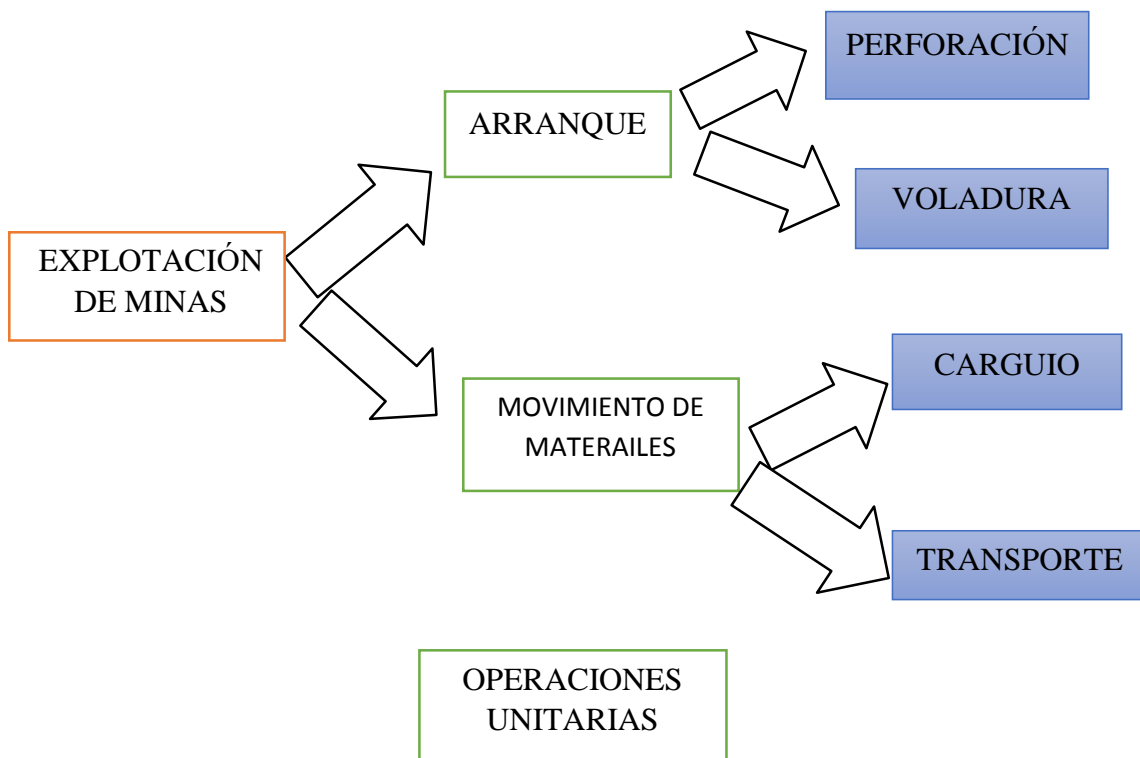 PERFORACIÓN
ARRANQUE
VOLADURA
EXPLOTACIÓN
DE MINAS
CARGUIO
MOVIMIENTO DE
MATERAILES
TRANSPORTE
OPERACIONES
UNITARIAS